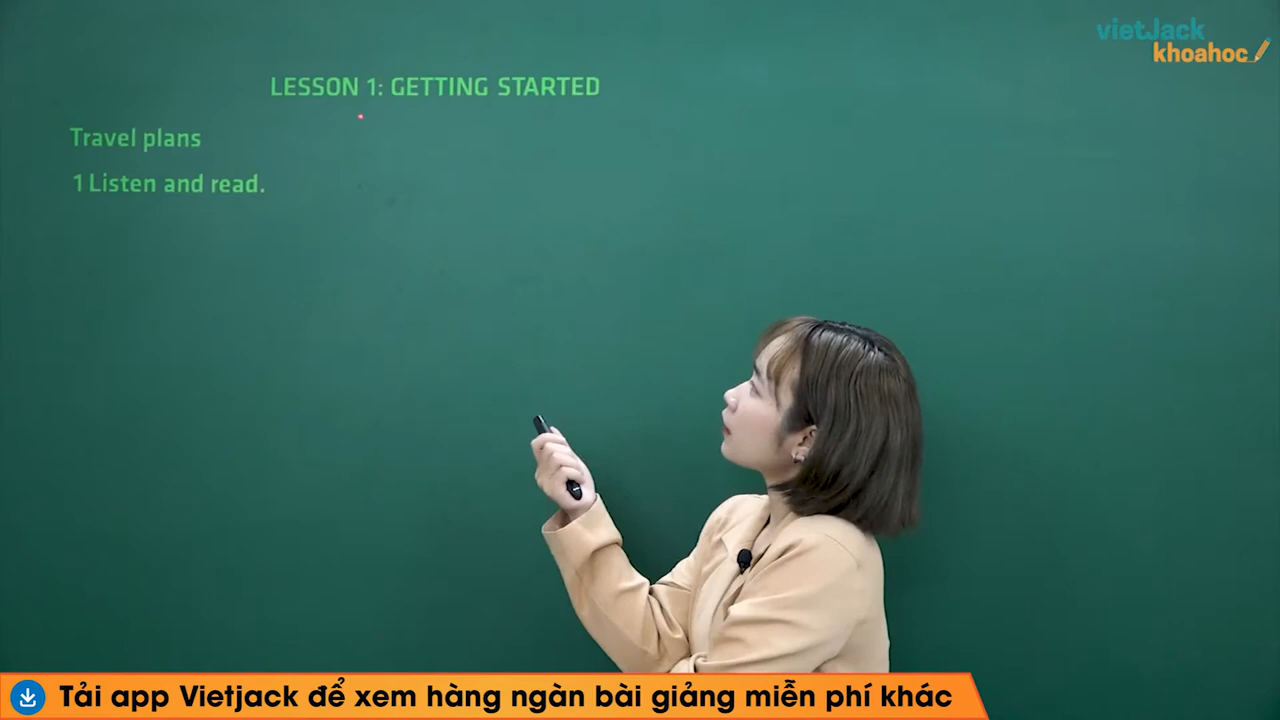 vietJack
khoahoc
LESSON 1: GETTING STARTED
Travel plans
1 Listen and read.
Tải app Vietjack để xem hàng ngàn bài giảng miễn phí khác